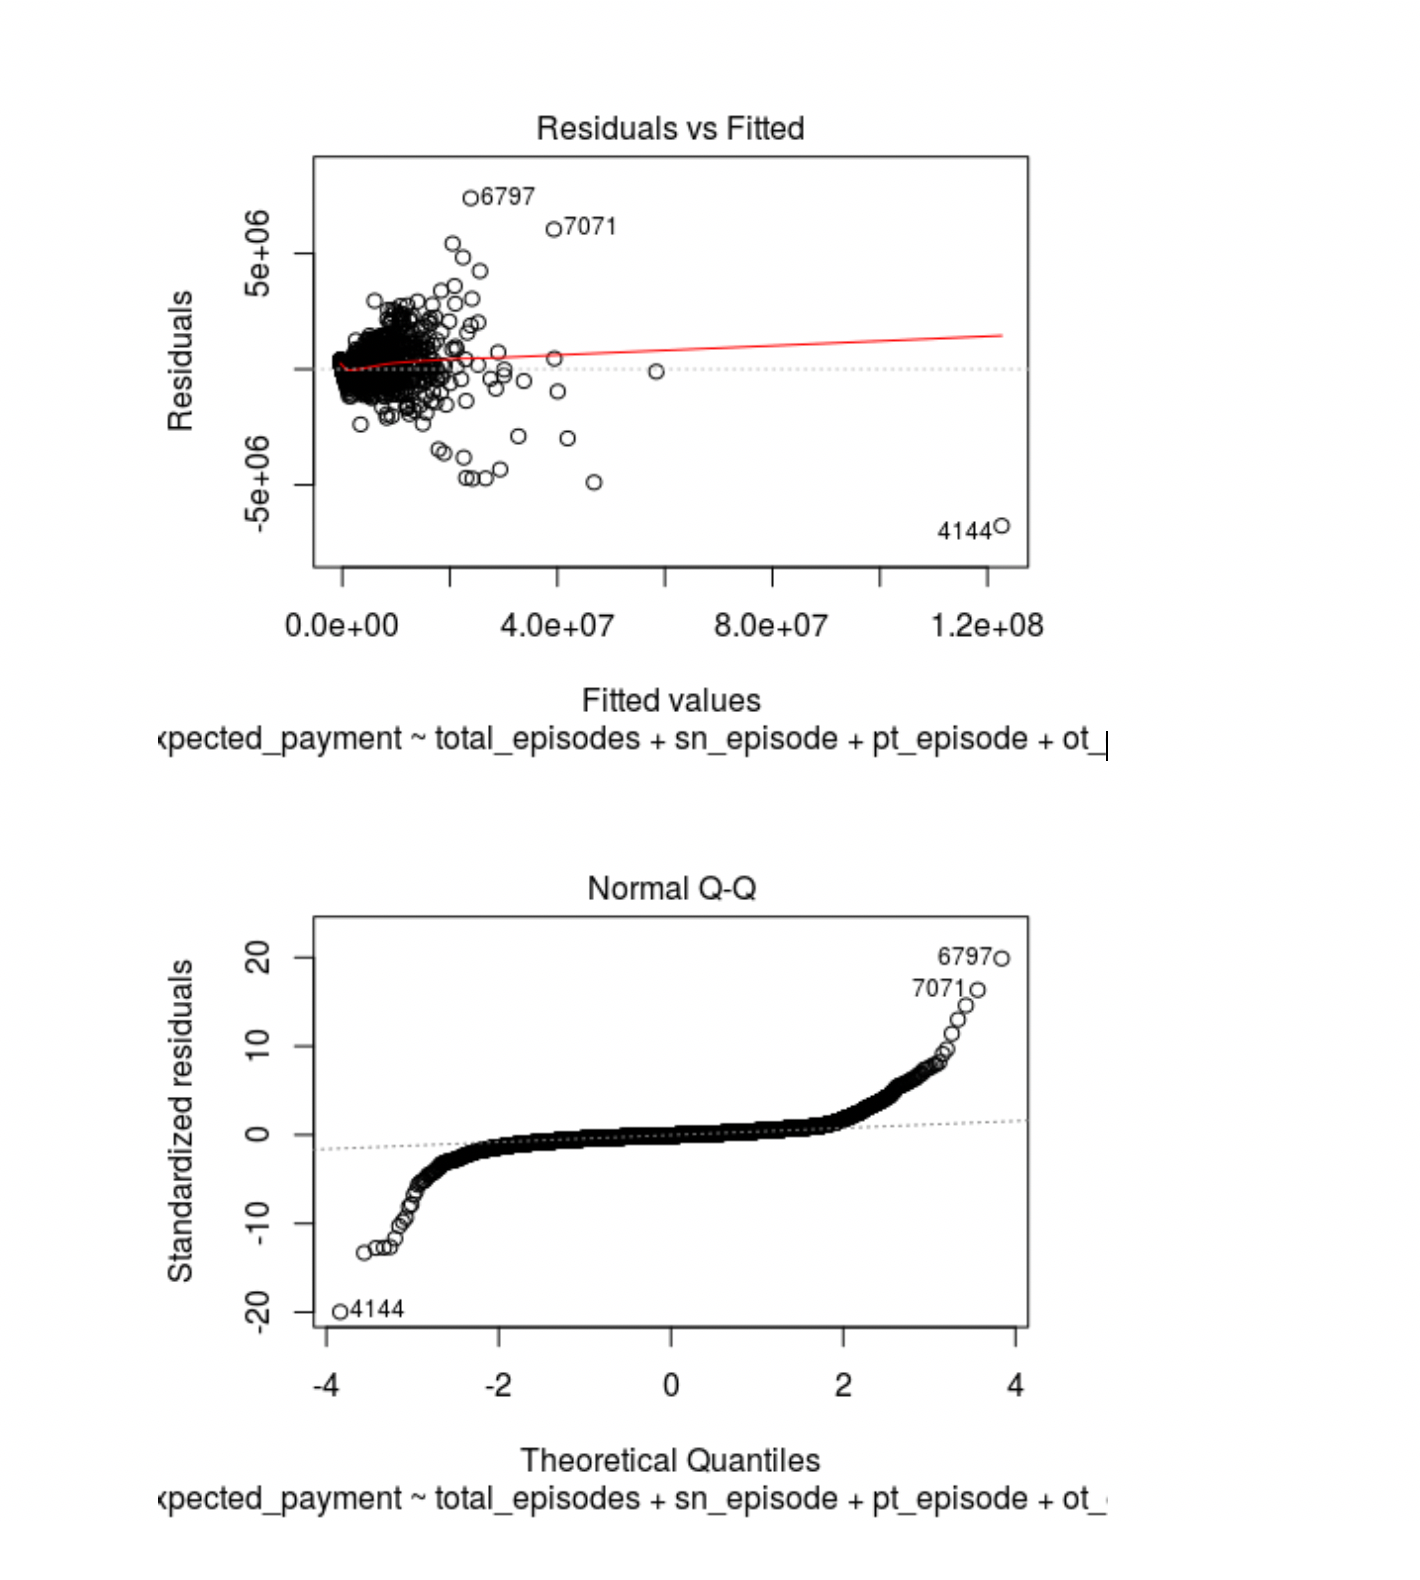 Residuals vs Fitted
Residuals
5e+06
-5e+06
6797
7071
4144
0.0e+00 4.0e+07 8.0e+07 1.2e+08
Fitted values
xpected_payment ~ total_episodes + sn_episode + pt_episode + ot_
Normal Q-Q
Standardized residuals
20
10
0
-10
-20
6797
7071
4144
-4 -2 0 2 4
Theoretical Quantiles
xpected_payment ~ total_episodes + sn_episode + pt_episode + ot_